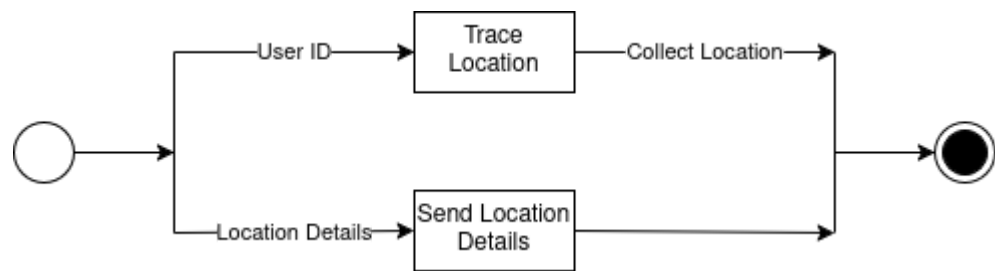 User ID
Trace
Location
Collect Location
Location Details
Send Location
Details